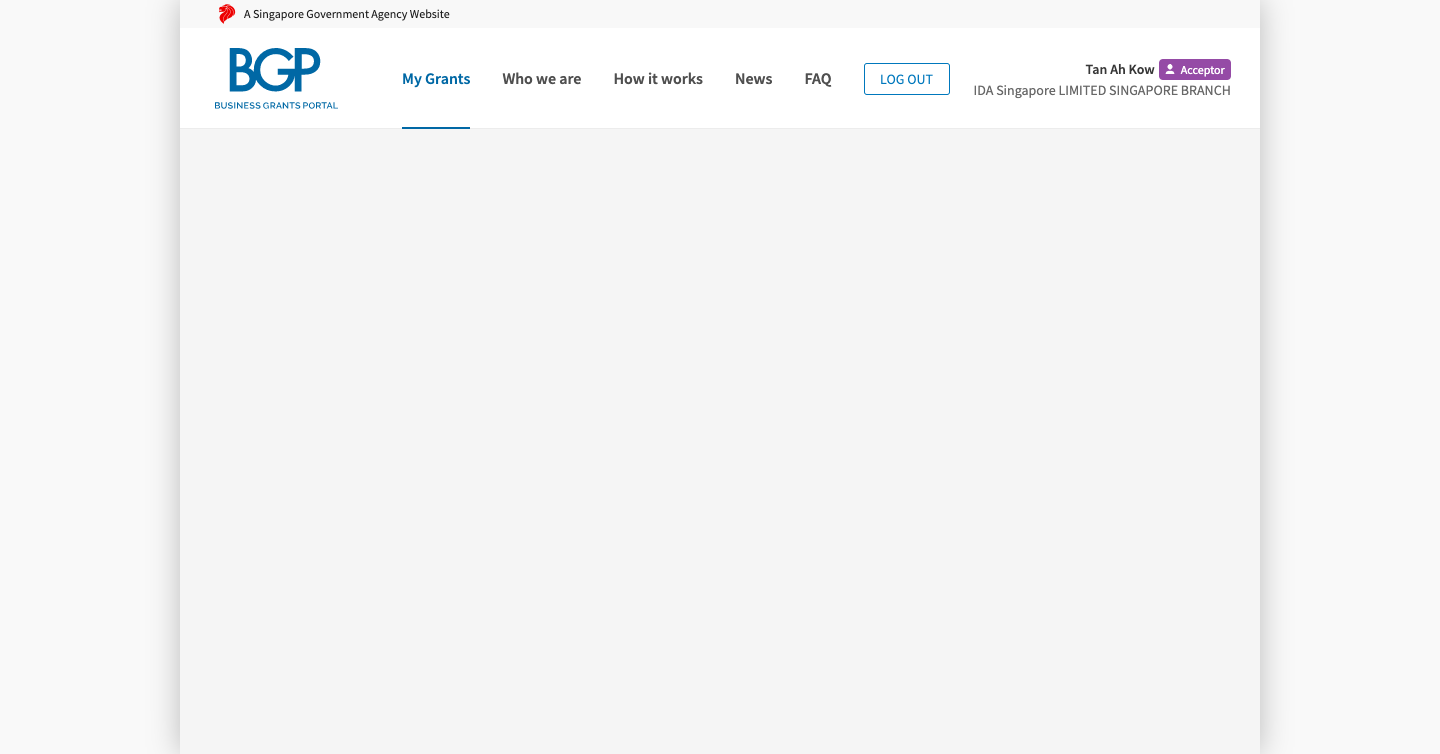 A Singapore Government Agency Website
BGP
BUSINESS GRANTS PORTAL
My Grants
Who we are
How it works
News
FAQ
LOG OUT
Tan Ah Kow Acceptor
IDA Singapore LIMITED SINGAPORE BRANCH